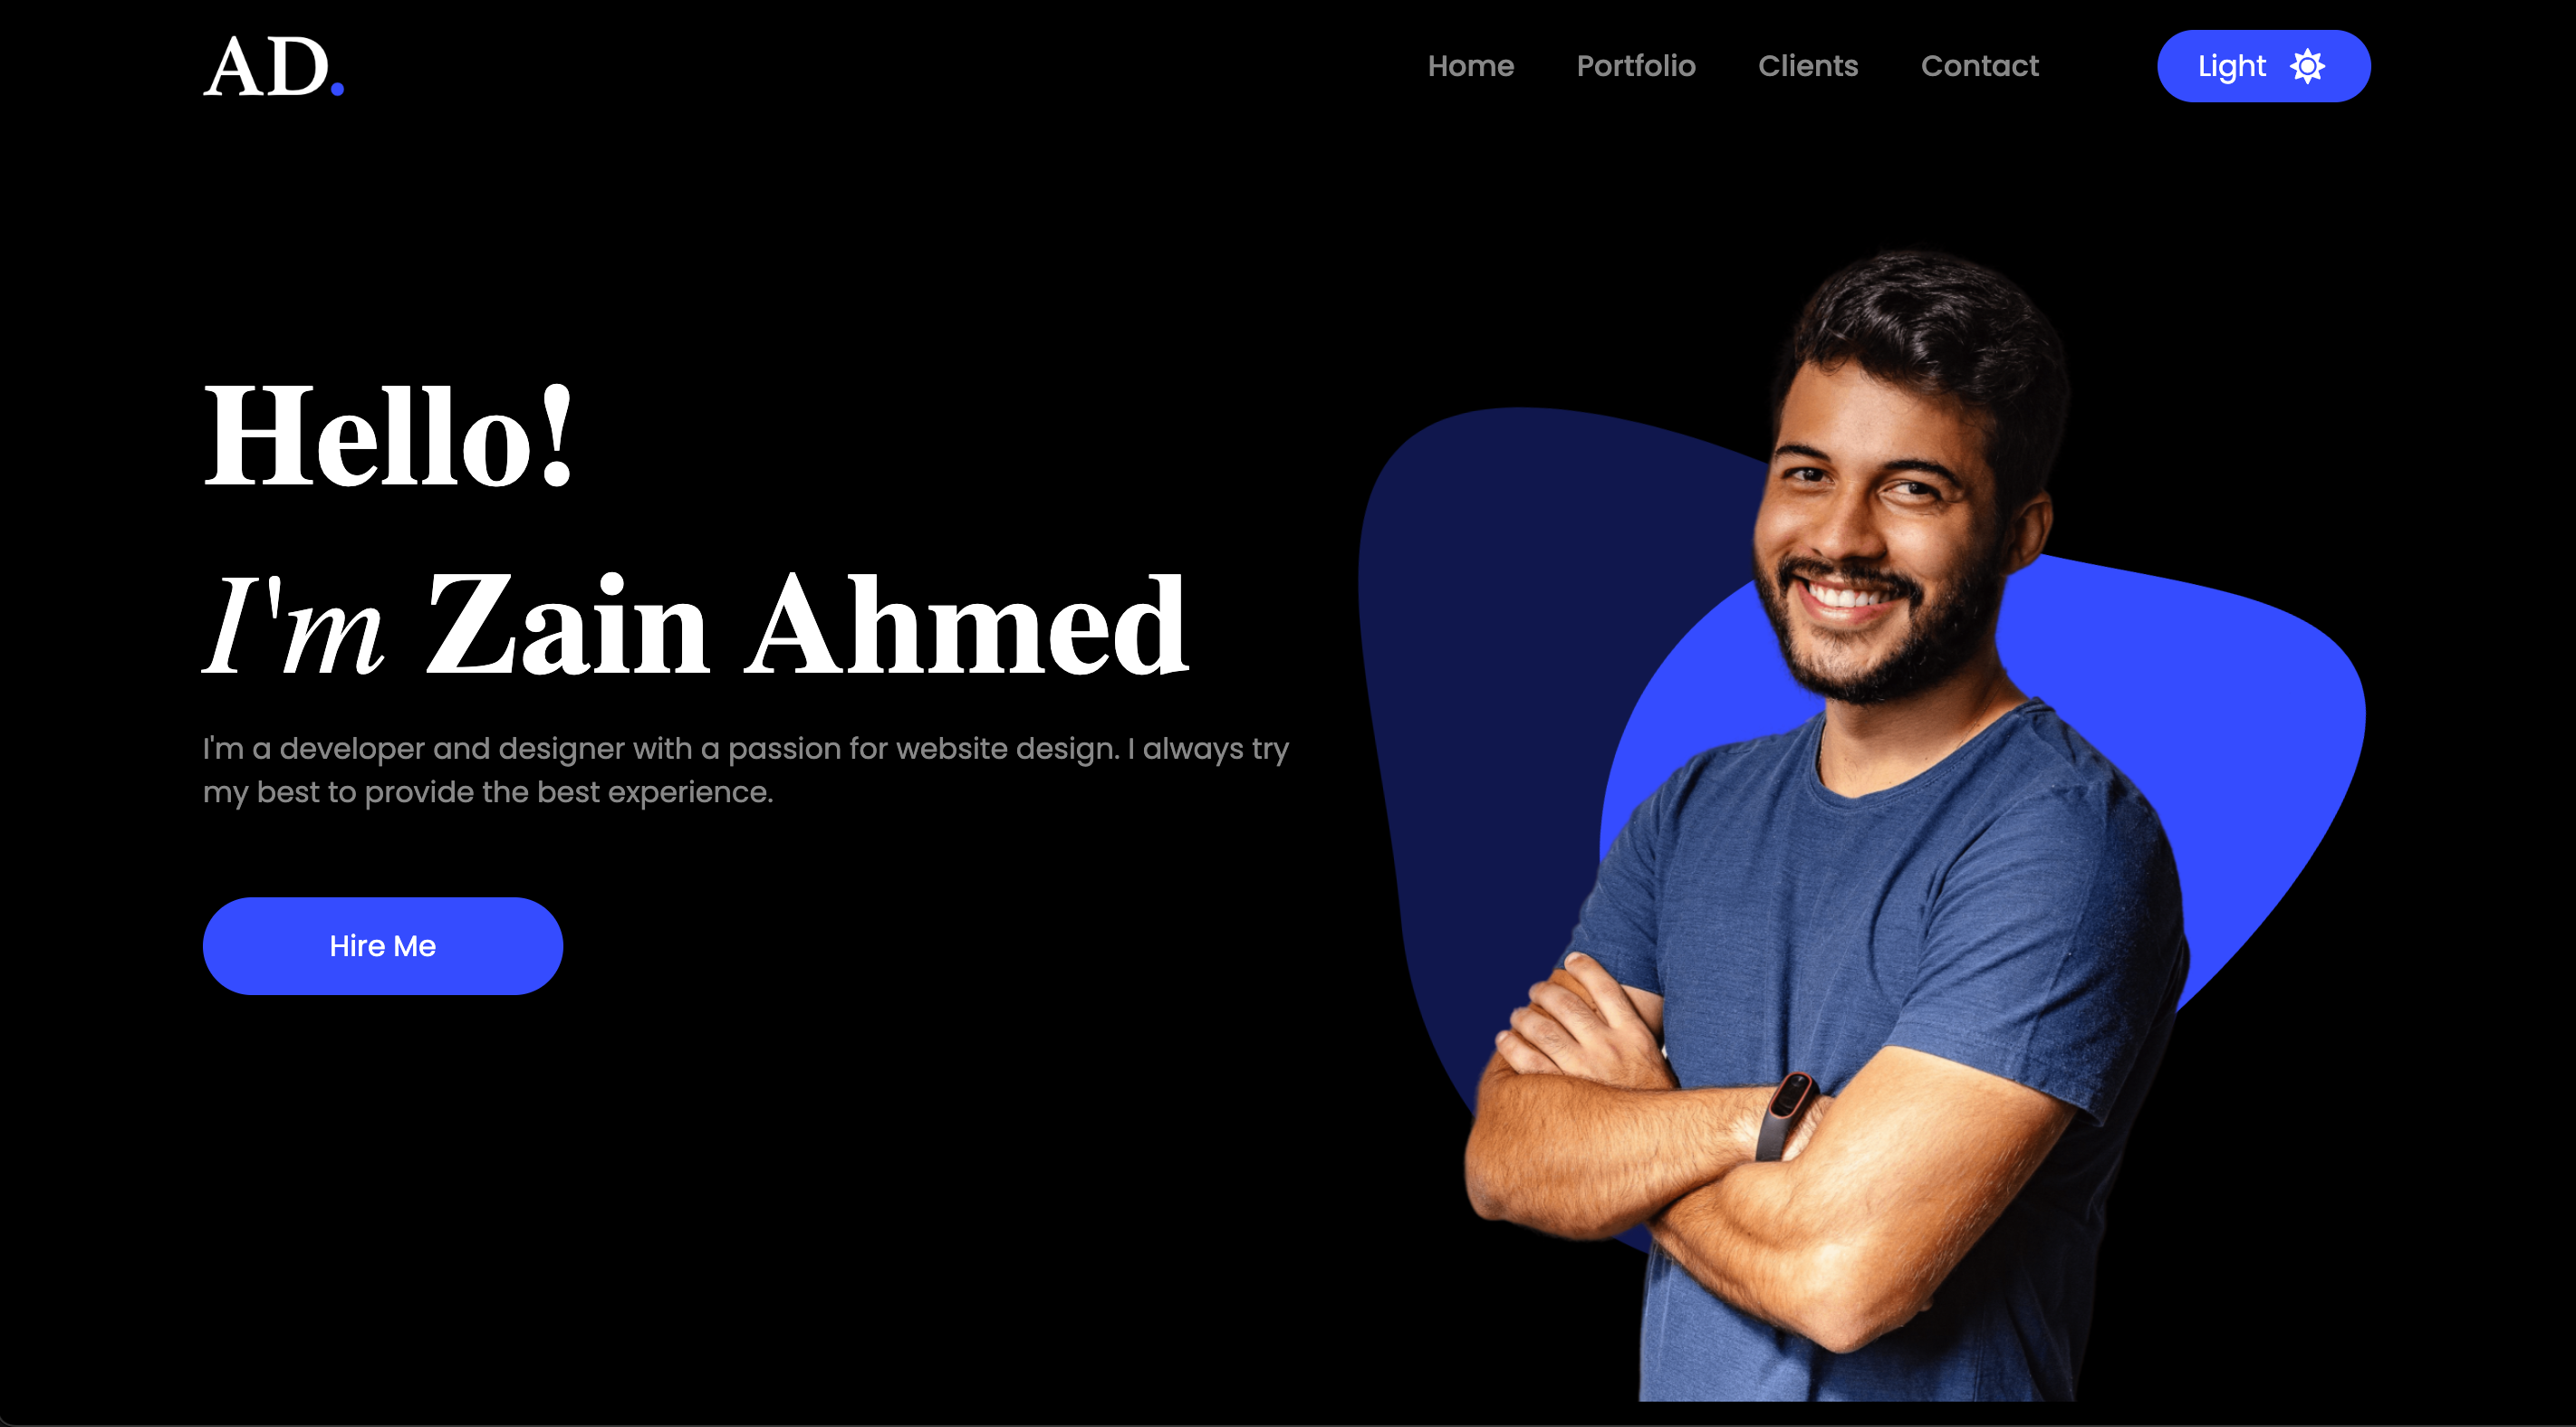 AD.
Home Portfolio Clients Contact Light
Hello!
I'm Zain Ahmed
I'm a developer and designer with a passion for website design. I always try
my best to provide the best experience.
Hire Me